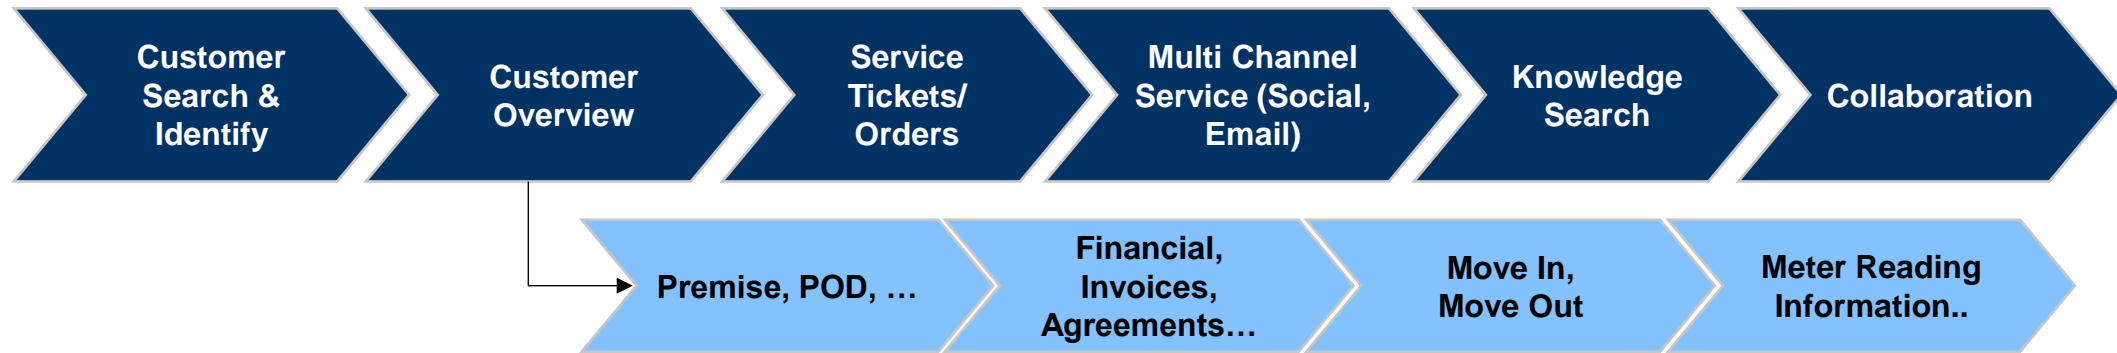 Customer
Search &
Identify
Customer
Overview
Service
Tickets/
Orders
Multi Channel
Service (Social,
Email)
Knowledge
Search
Collaboration
Premise, POD, …
Financial,
Invoices,
Agreements…
Move In,
Move Out
Meter Reading
Information..